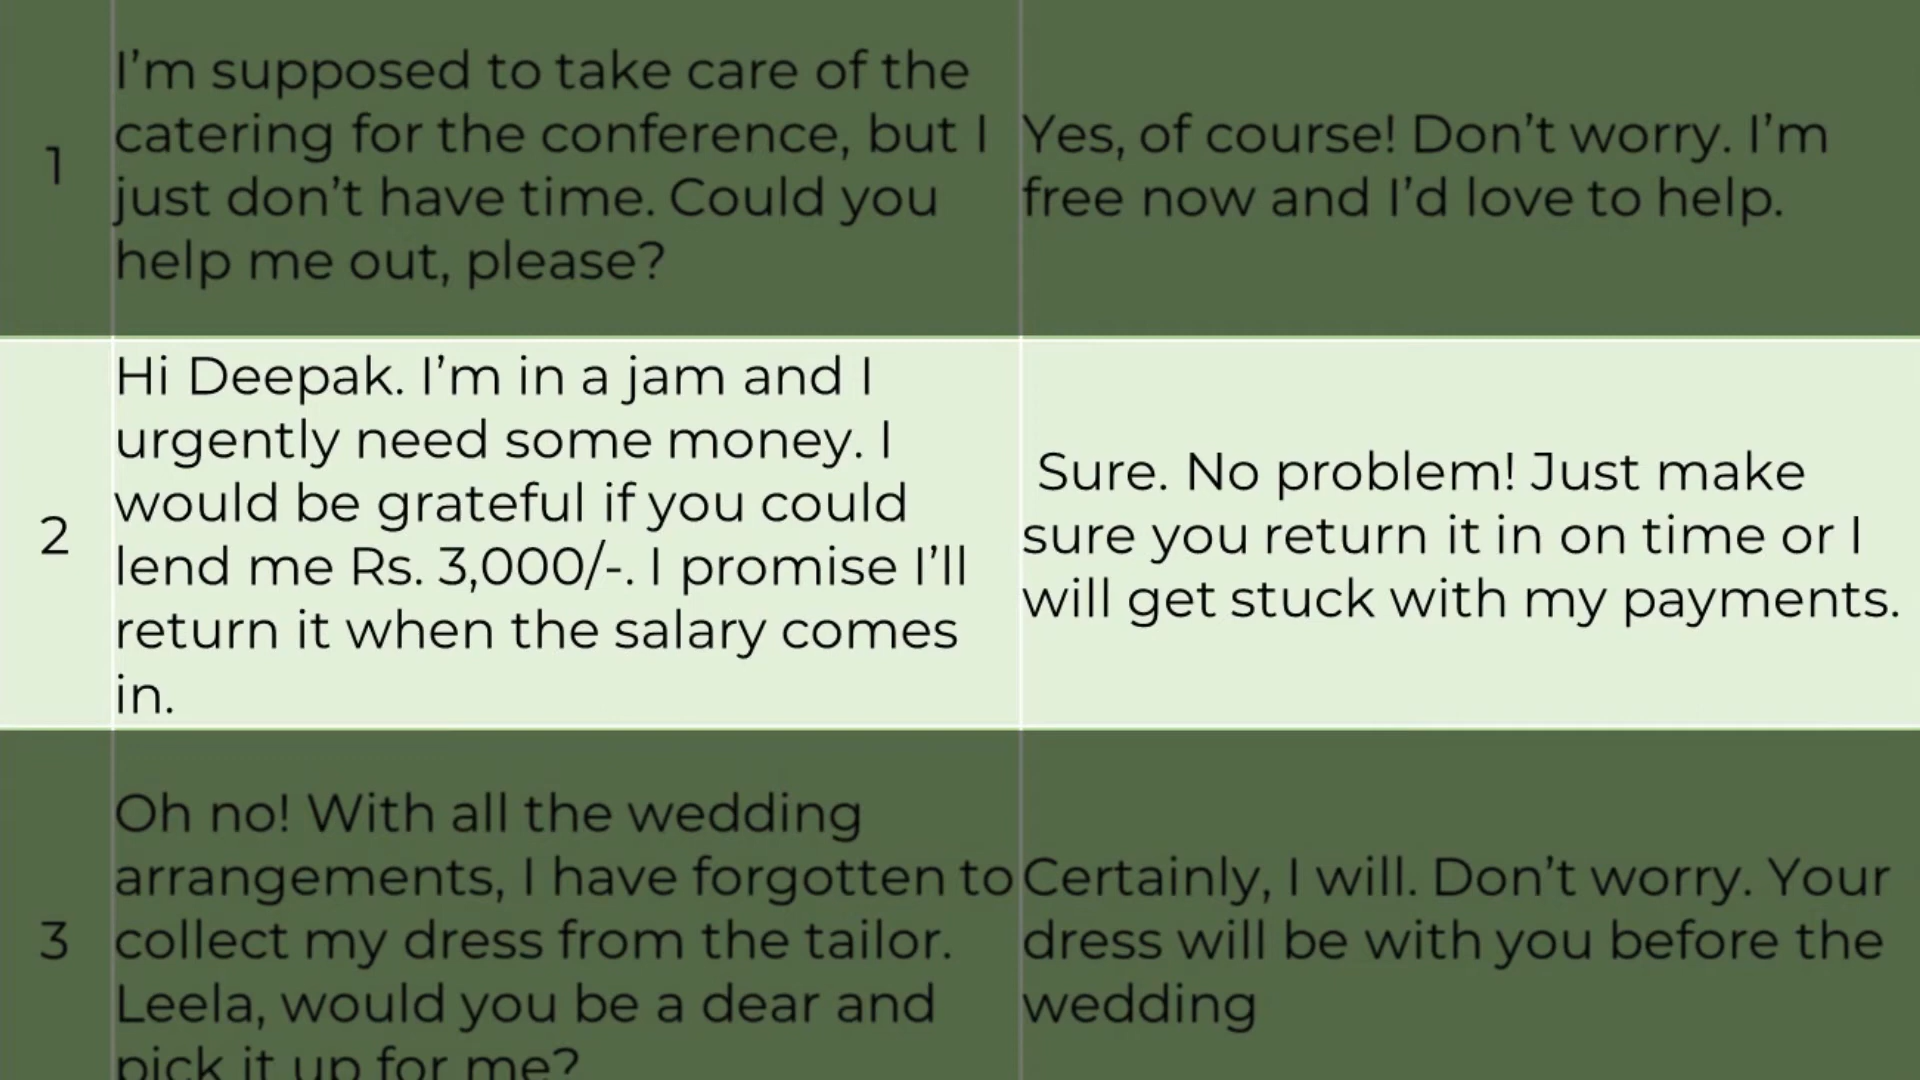 1
I’m supposed to take care of the
catering for the conference, but I
just don’t have time. Could you
help me out, please?
Yes, of course! Don’t worry. I’m
free now and I’d love to help.
2
Hi Deepak. I’m in a jam and I
urgently need some money. I
would be grateful if you could
lend me Rs. 3,000/-. I promise I’ll
return it when the salary comes
in.
Sure. No problem! Just make
sure you return it in on time or I
will get stuck with my payments.
3
Oh no! With all the wedding
arrangements, I have forgotten to
collect my dress from the tailor.
Leela, would you be a dear and
pick it up for me?
Certainly, I will. Don’t worry. Your
dress will be with you before the
wedding